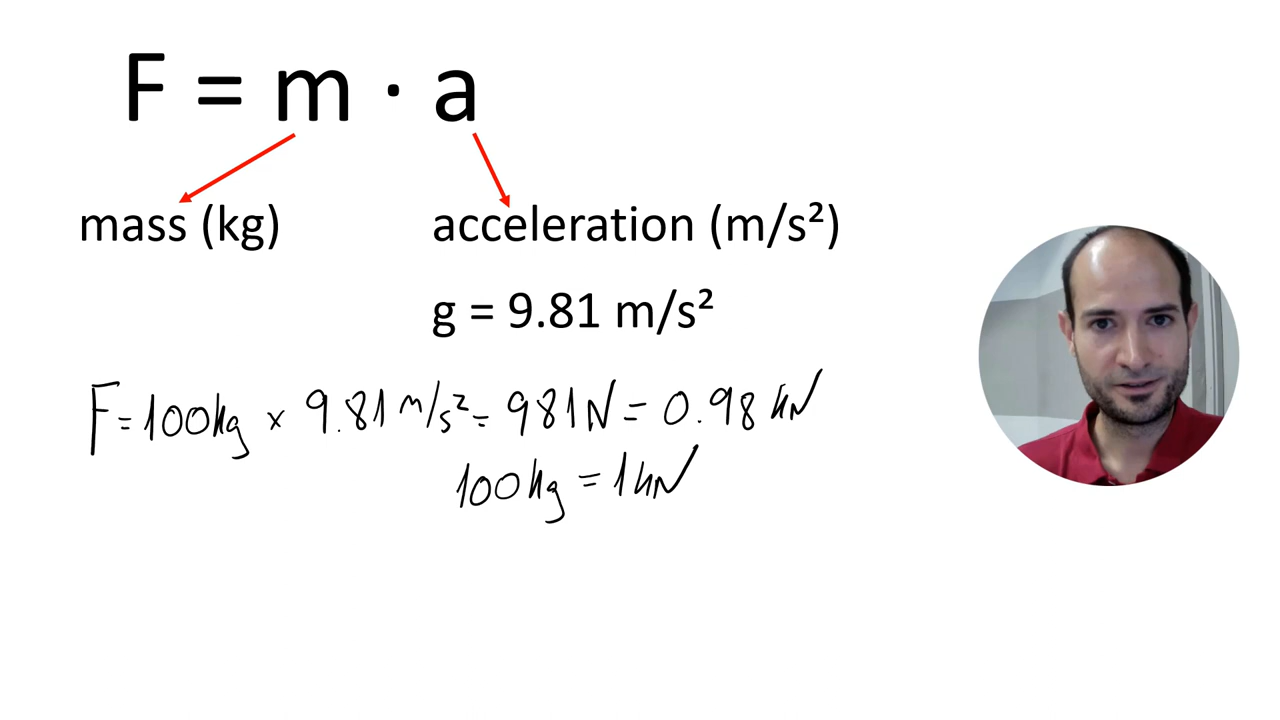 F = m · a
mass (kg) acceleration (m/s²)
g = 9.81 m/s²
F = 100kg × 9.81 m/s² = 981N = 0.98 kN
100kg = 1kN